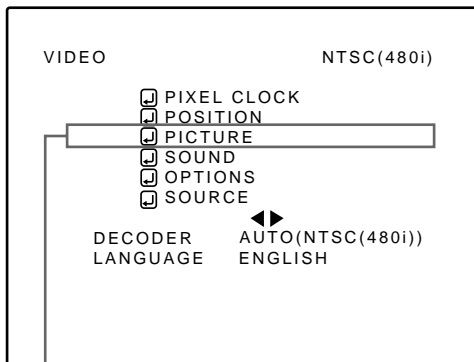 VIDEO NTSC(480i)
PIXEL CLOCK
POSITION
PICTURE
SOUND
OPTIONS
SOURCE
DECODER AUTO(NTSC(480i))
LANGUAGE ENGLISH